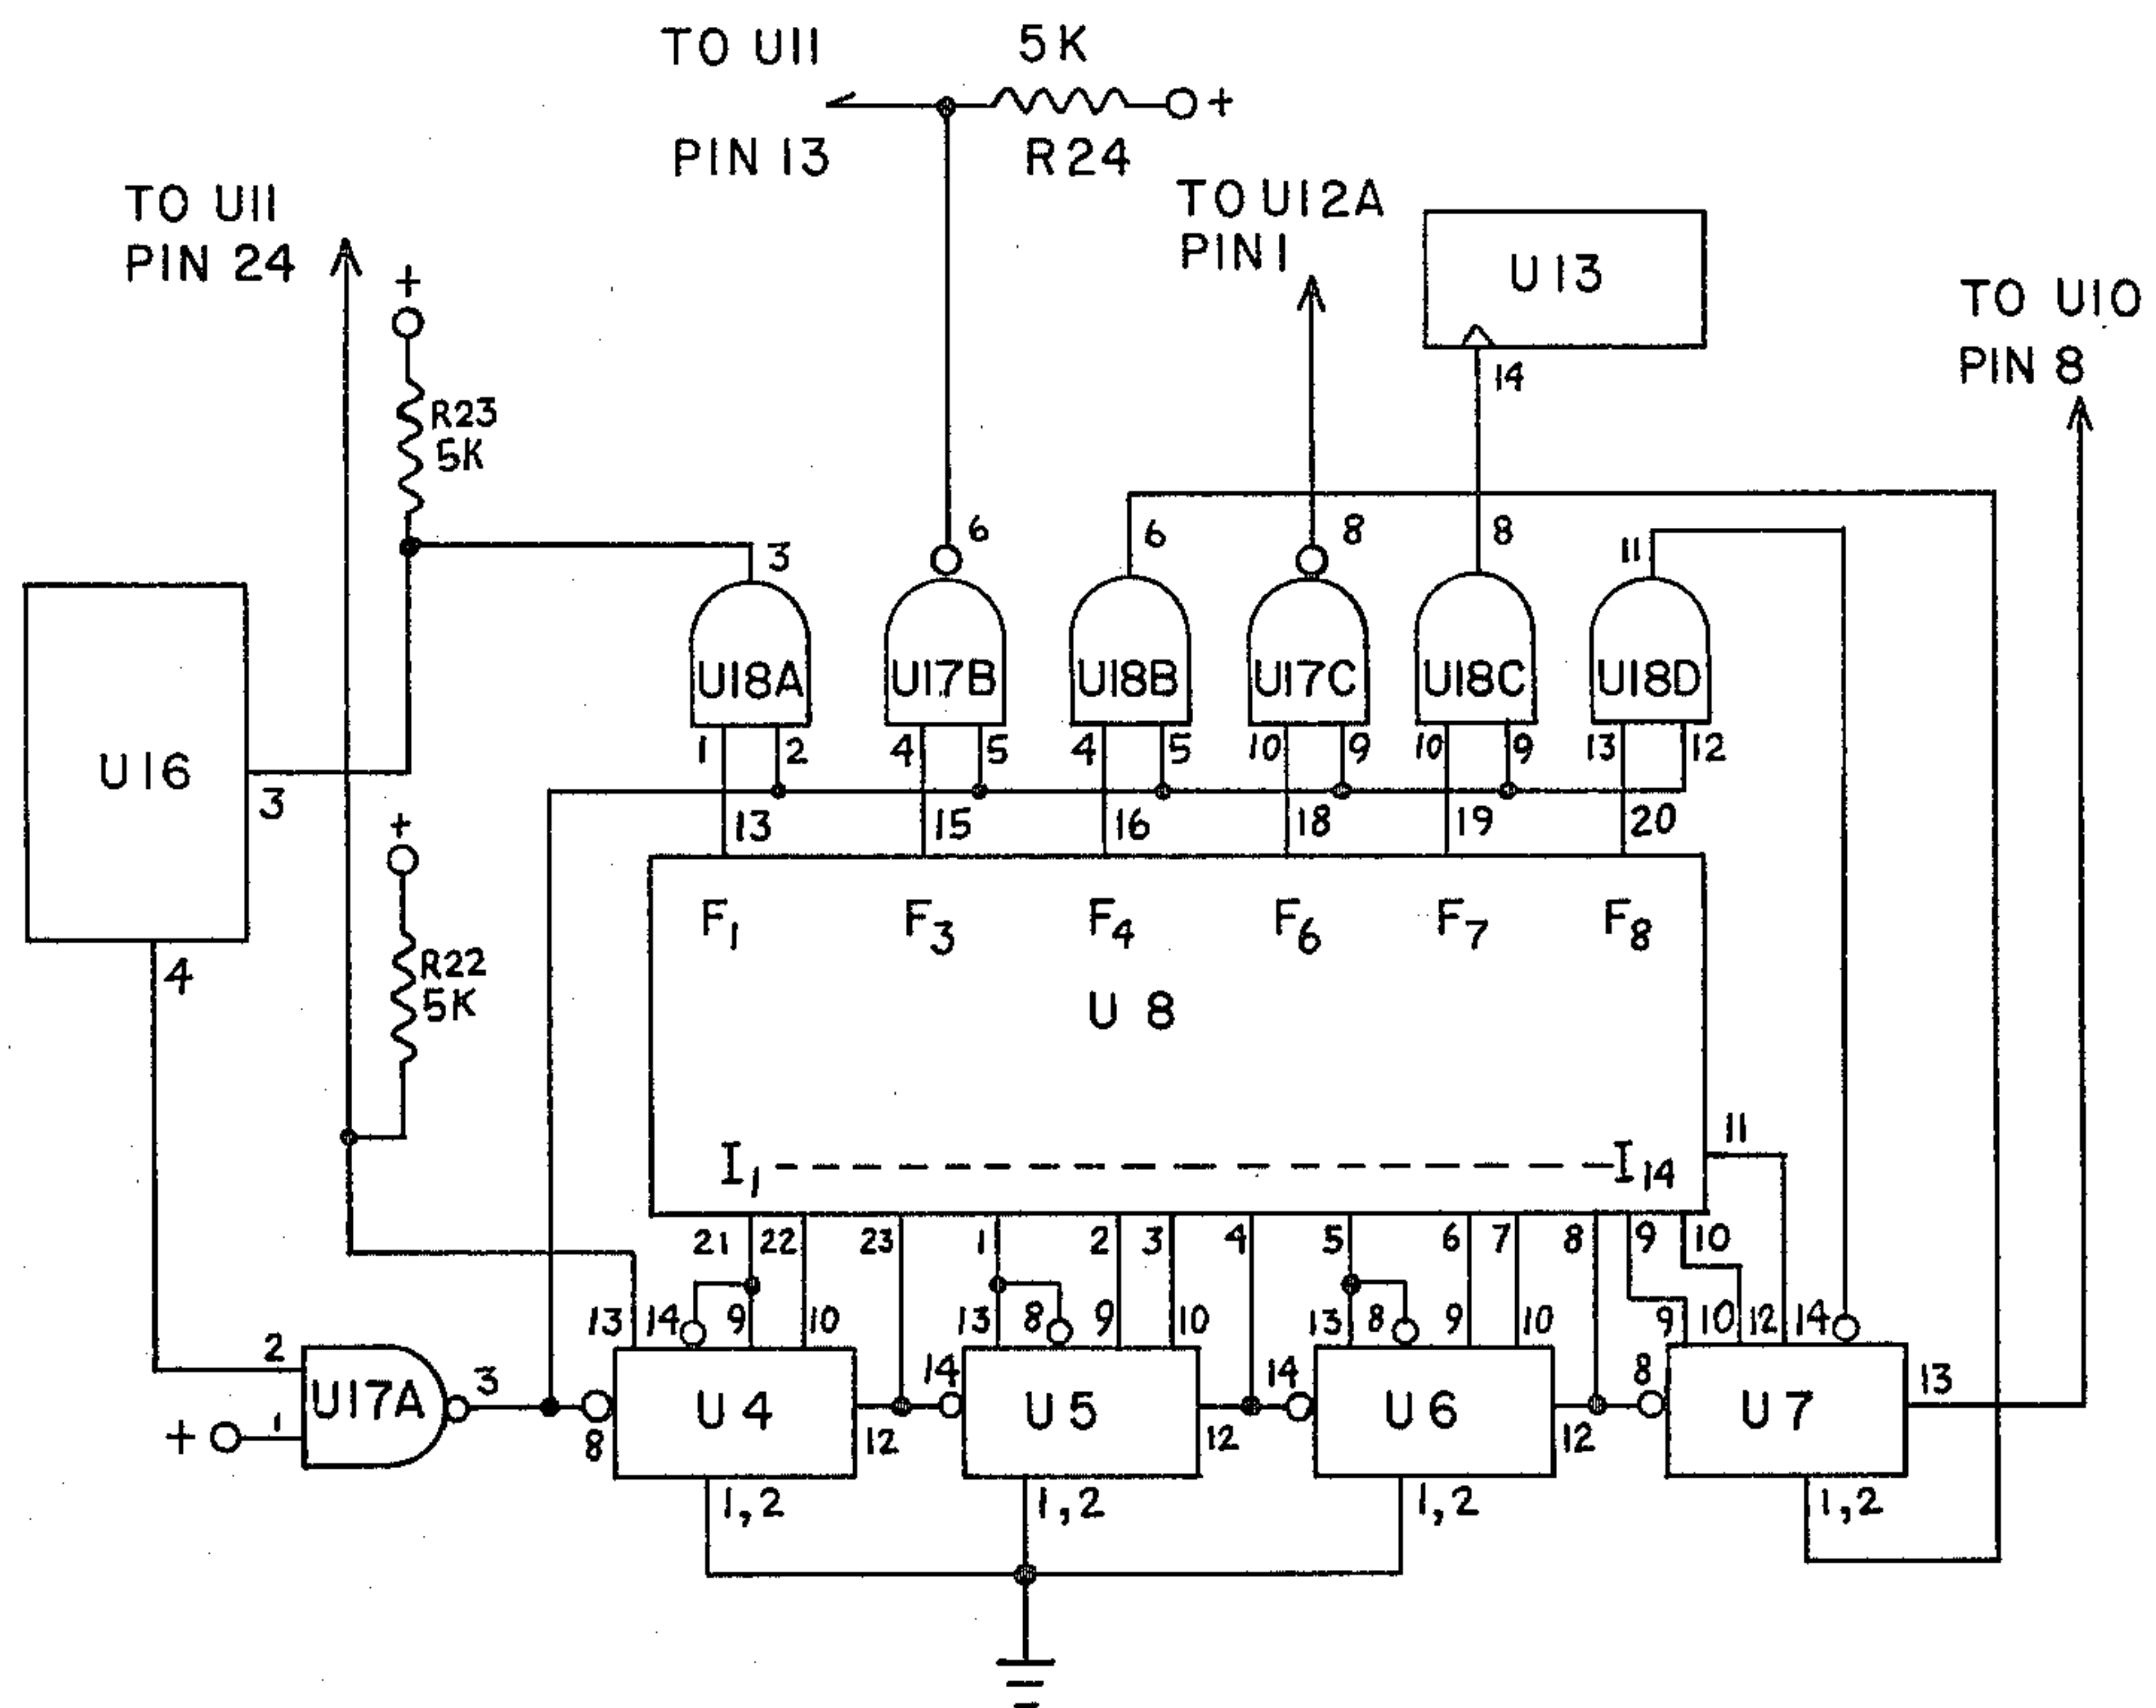 TO U11 5K
+
PIN 13 R24
TO U11
PIN 24
TO U12A
PIN 1
U13
14
TO U10
PIN 8
+
R23
5K
3 6 6 8 8 11
U18A U17B U18B U17C U18C U18D
1 2 4 5 4 5 10 9 10 9 13 12
U16
3
4
13 15 16 18 19 20
+
R22
5K
F1 F3 F4 F6 F7 F8
U 8
11
I1 I14
21 22 23 1 2 3 4 5 6 7 8 9 10
13 14 9 10 13 8 9 10 13 8 9 10 9 10 12 14
2 3 14 14 8 13
U17A U4 U5 U6 U7
+ 1 8 12 12 12
1,2 1,2 1,2 1,2